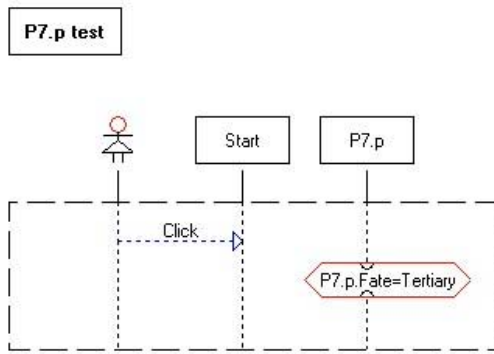 P7.p test
Start
P7.p
Click
P7.p.Fate=Tertiary